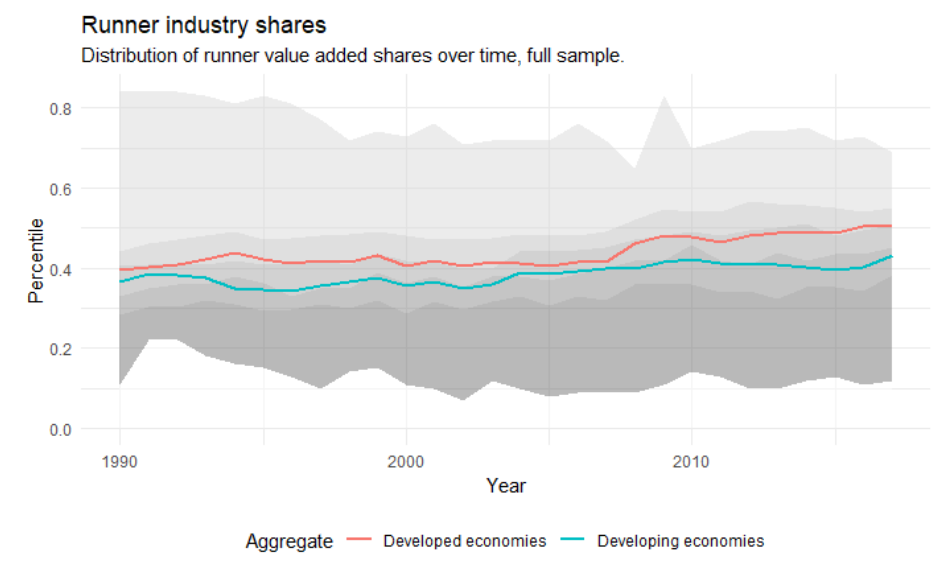 Runner industry shares
Distribution of runner value added shares over time, full sample.
0.8
0.6
0.4
0.2
0.0
Percentile
1990 2000 2010
Year
Aggregate Developed economies Developing economies